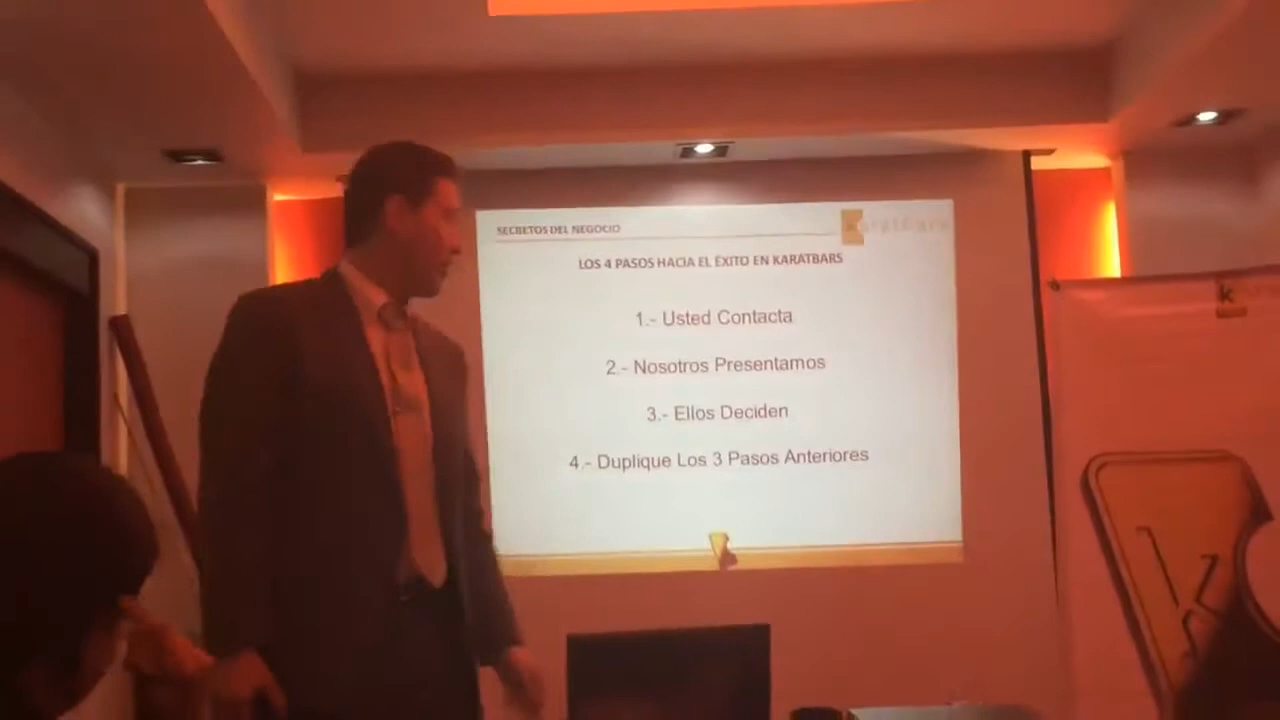 SECRETOS DEL NEGOCIO
karatbars
LOS 4 PASOS HACIA EL ÉXITO EN KARATBARS
1.- Usted Contacta
2.- Nosotros Presentamos
3.- Ellos Deciden
4.- Duplique Los 3 Pasos Anteriores